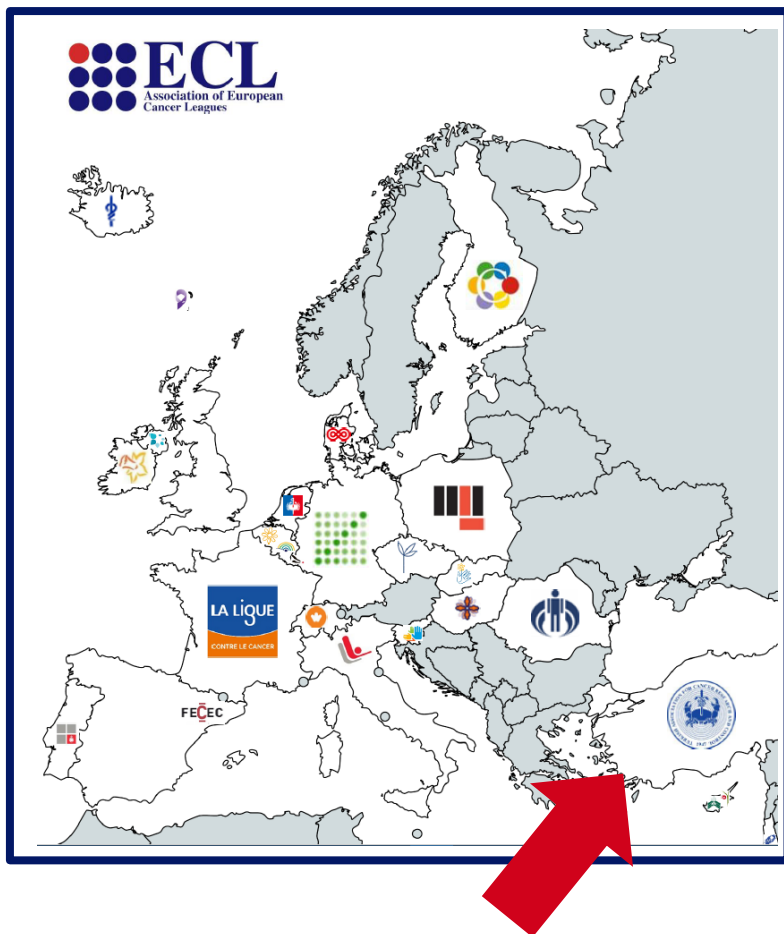 ECL
Association of European
Cancer Leagues
LA LIGUE
CONTRE LE CANCER
FECEC